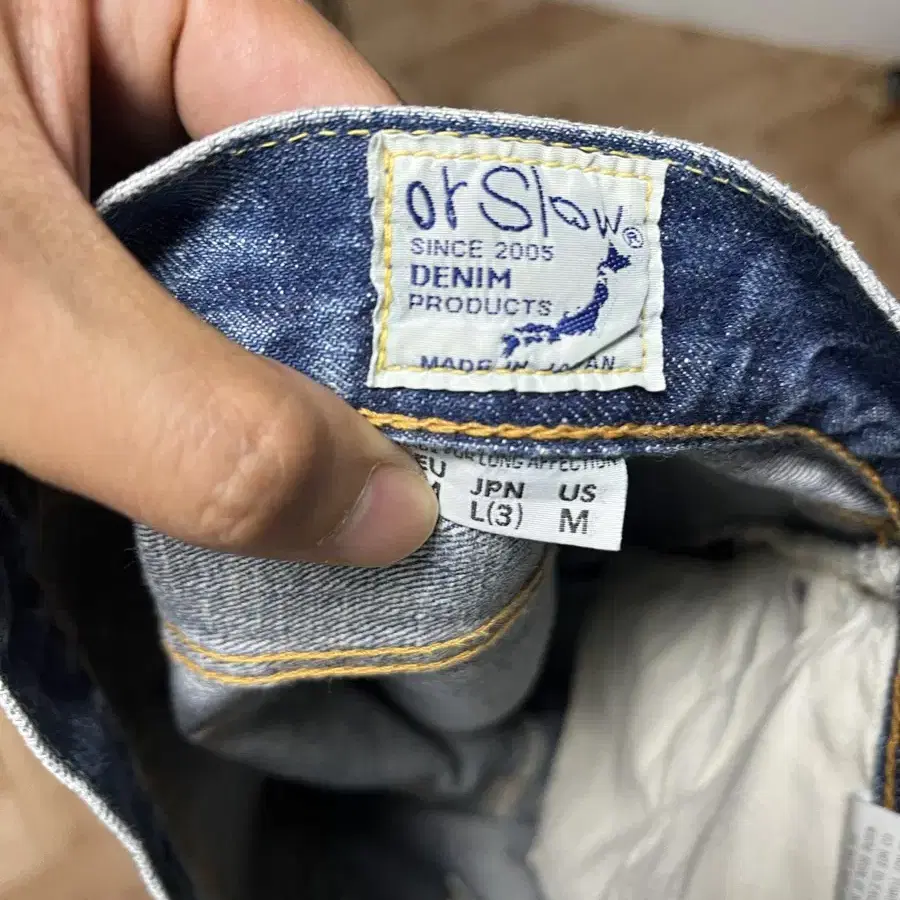 orSlow®
SINCE 2005
DENIM
PRODUCTS
MADE IN JAPAN
FOR LONG AFFECTION
EU JPN US
L(3) M